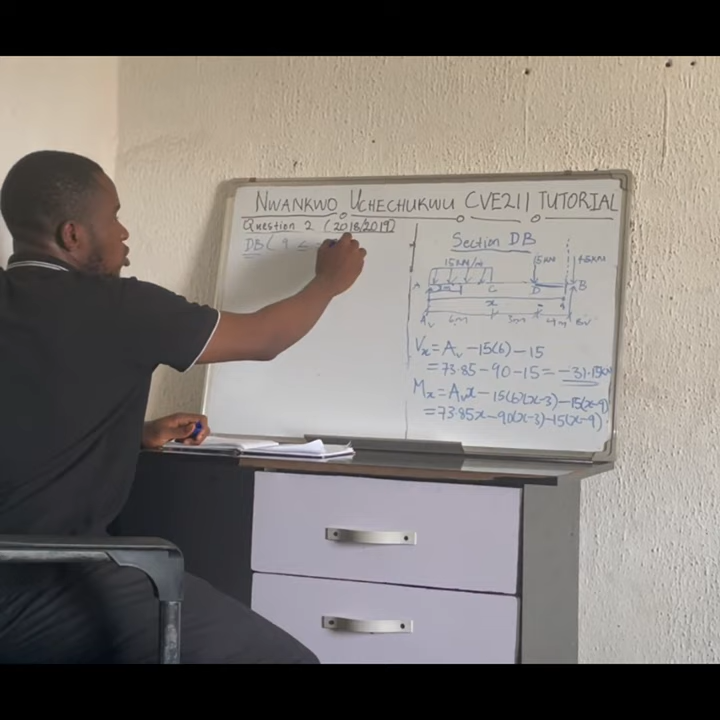 NWANKWO UCHECHUKWU CVE211 TUTORIAL
Question 2 (2018/2019)
DB ( 9 ≤
Section DB
15kN/m
A C D B
x
Av 6m 3m 4m Bv
Vx = Av - 15(6) - 15
= 73.85 - 90 - 15 = -31.15kN
Mx = Avx - 15(6)(x-3) - 15(x-9)
= 73.85x - 90(x-3) - 15(x-9)